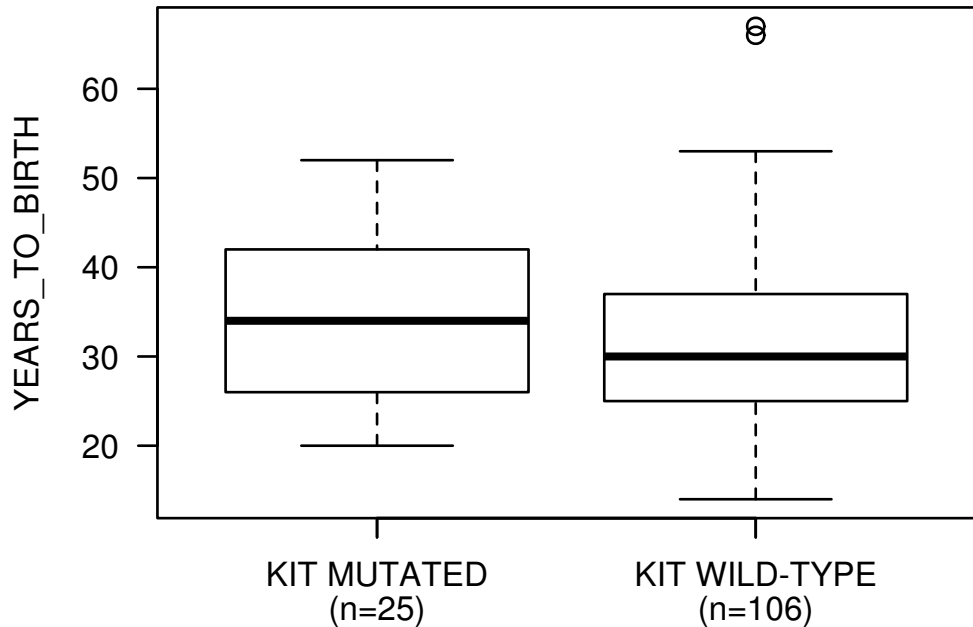 YEARS_TO_BIRTH
60
50
40
30
20
KIT MUTATED
(n=25)
KIT WILD-TYPE
(n=106)